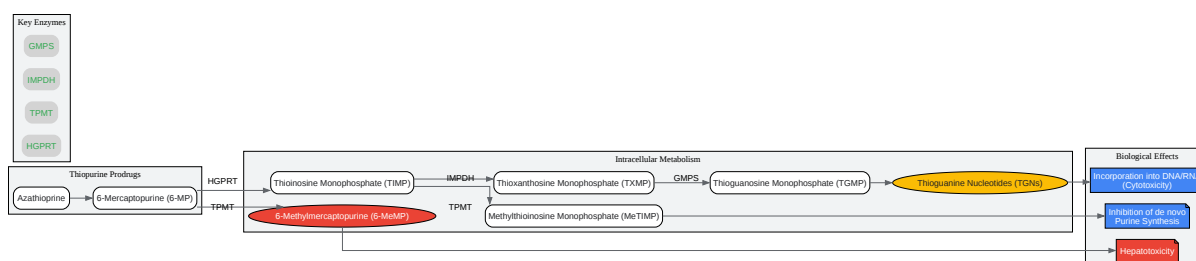 Key Enzymes
GMPS
IMPDH
TPMT
HGPRT
Thiopurine Prodrugs
Azathioprine
6-Mercaptopurine (6-MP)
HGPRT
TPMT
Intracellular Metabolism
Thioinosine Monophosphate (TIMP)
IMPDH
Thioxanthosine Monophosphate (TXMP)
GMPS
Thioguanosine Monophosphate (TGMP)
Thioguanine Nucleotides (TGNs)
6-Methylmercaptopurine (6-MeMP)
TPMT
Methylthioinosine Monophosphate (MeTIMP)
Biological Effects
Incorporation into DNA/RNA
(Cytotoxicity)
Inhibition of de novo
Purine Synthesis
Hepatotoxicity